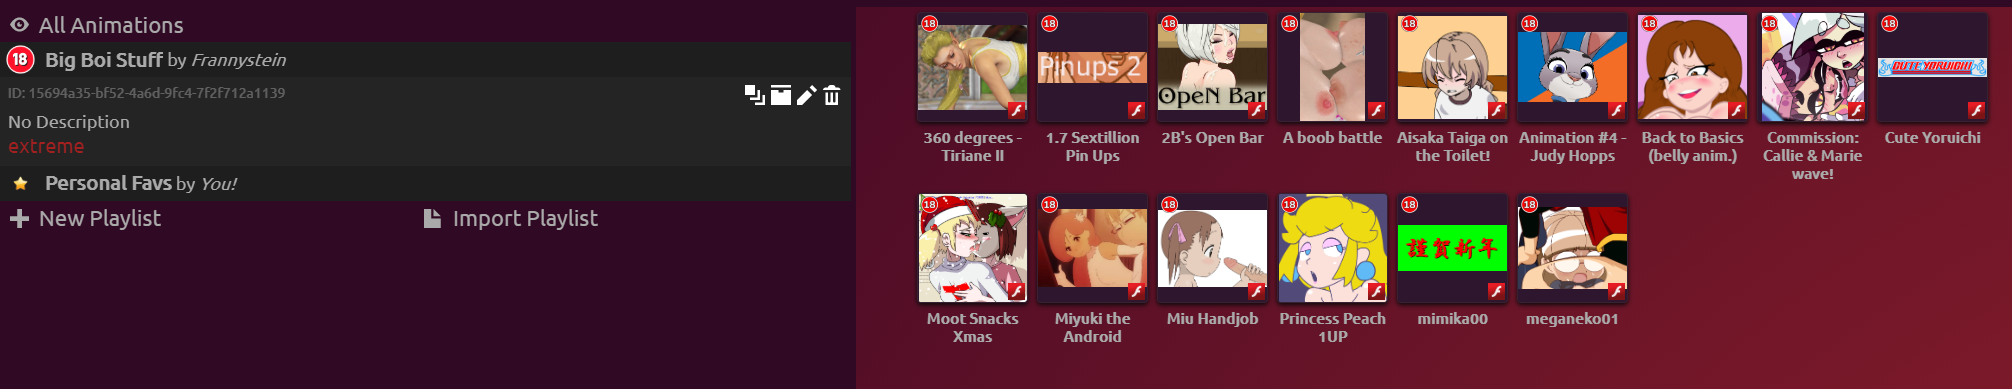 All Animations
18 Big Boi Stuff by Frannystein
ID: 15694a35-bf52-4a6d-9fc4-7f2f712a1139
No Description
extreme
Personal Favs by You!
New Playlist
Import Playlist
18
18
Pinups 2
18
OpeN Bar
18
18
18
18
18
18
CUTE YORUICHI
360 degrees -
Tiriane II
1.7 Sextillion
Pin Ups
2B's Open Bar
A boob battle
Aisaka Taiga on
the Toilet!
Animation #4 -
Judy Hopps
Back to Basics
(belly anim.)
Commission:
Callie & Marie
wave!
Cute Yoruichi
18
18
18
18
18
謹賀新年
18
Moot Snacks
Xmas
Miyuki the
Android
Miu Handjob
Princess Peach
1UP
mimika00
meganeko01